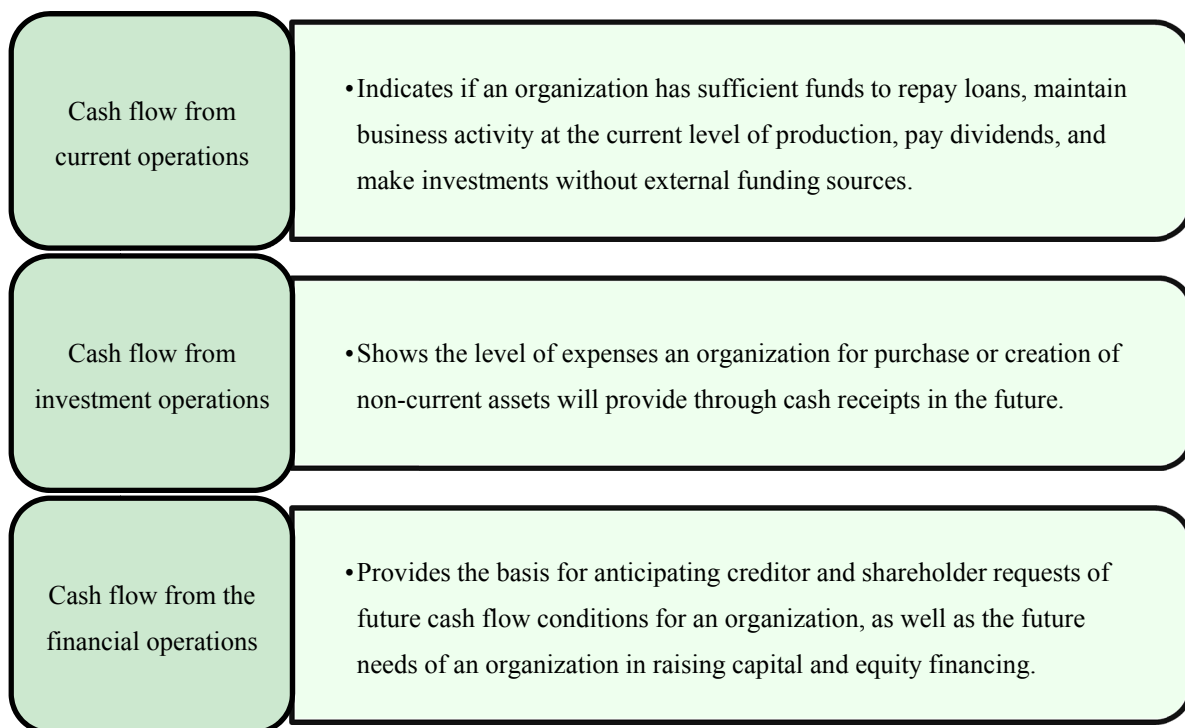 Cash flow from
current operations
•Indicates if an organization has sufficient funds to repay loans, maintain
business activity at the current level of production, pay dividends, and
make investments without external funding sources.
Cash flow from
investment operations
•Shows the level of expenses an organization for purchase or creation of
non-current assets will provide through cash receipts in the future.
Cash flow from the
financial operations
•Provides the basis for anticipating creditor and shareholder requests of
future cash flow conditions for an organization, as well as the future
needs of an organization in raising capital and equity financing.